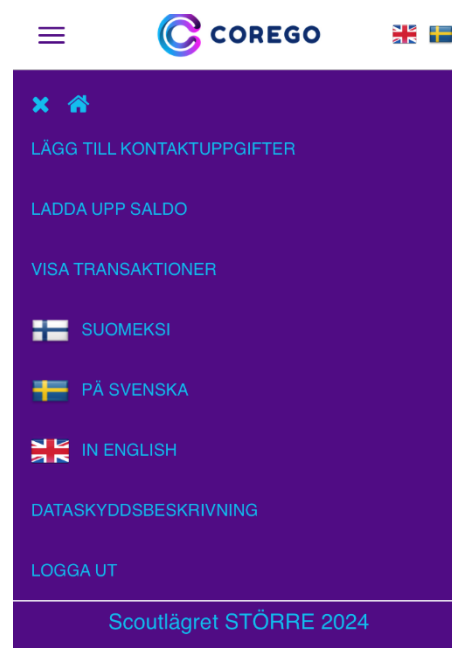 COREGO
LÄGG TILL KONTAKTUPPGIFTER
LADDA UPP SALDO
VISA TRANSAKTIONER
SUOMEKSI
PÄ SVENSKA
IN ENGLISH
DATASKYDDSBESKRIVNING
LOGGA UT
Scoutlägret STÖRRE 2024